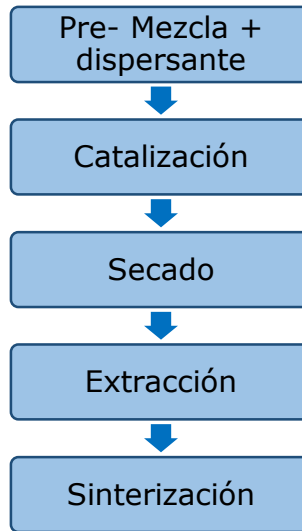 Pre- Mezcla +
dispersante
Catalización
Secado
Extracción
Sinterización